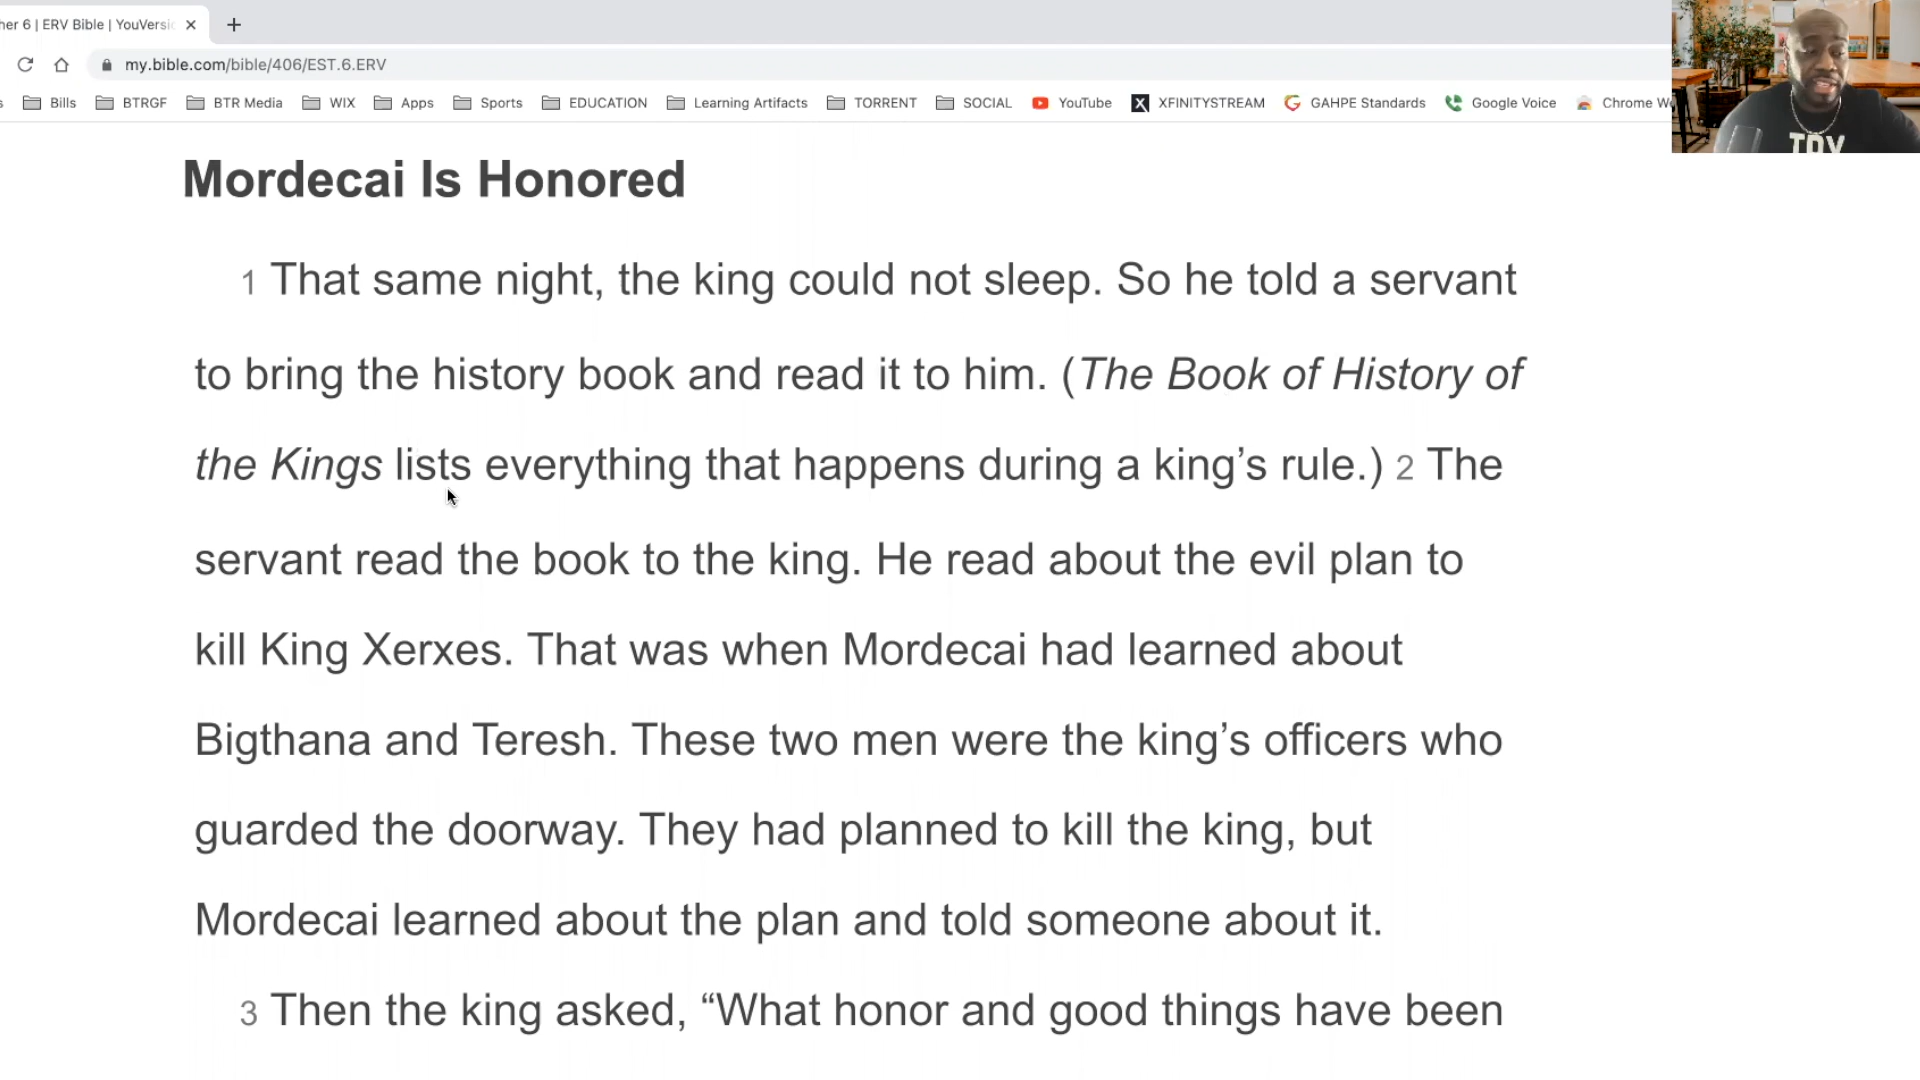 her 6 | ERV Bible | YouVersi
my.bible.com/bible/406/EST.6.ERV
s Bills BTRGF BTR Media WIX Apps Sports EDUCATION Learning Artifacts TORRENT SOCIAL YouTube XFINITYSTREAM GAHPE Standards Google Voice Chrome We
Mordecai Is Honored
1 That same night, the king could not sleep. So he told a servant
to bring the history book and read it to him. (The Book of History of
the Kings lists everything that happens during a king’s rule.) 2 The
servant read the book to the king. He read about the evil plan to
kill King Xerxes. That was when Mordecai had learned about
Bigthana and Teresh. These two men were the king’s officers who
guarded the doorway. They had planned to kill the king, but
Mordecai learned about the plan and told someone about it.
3 Then the king asked, “What honor and good things have been